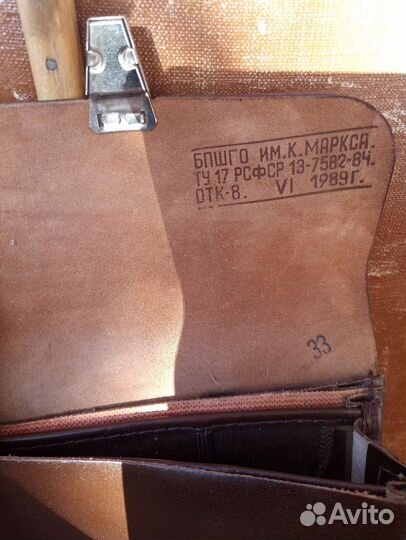 БПШГО ИМ.К.МАРКСА.
ТУ 17 РСФСР 13-7582-84.
ОТК-8. VI 1989Г.
33
Avito